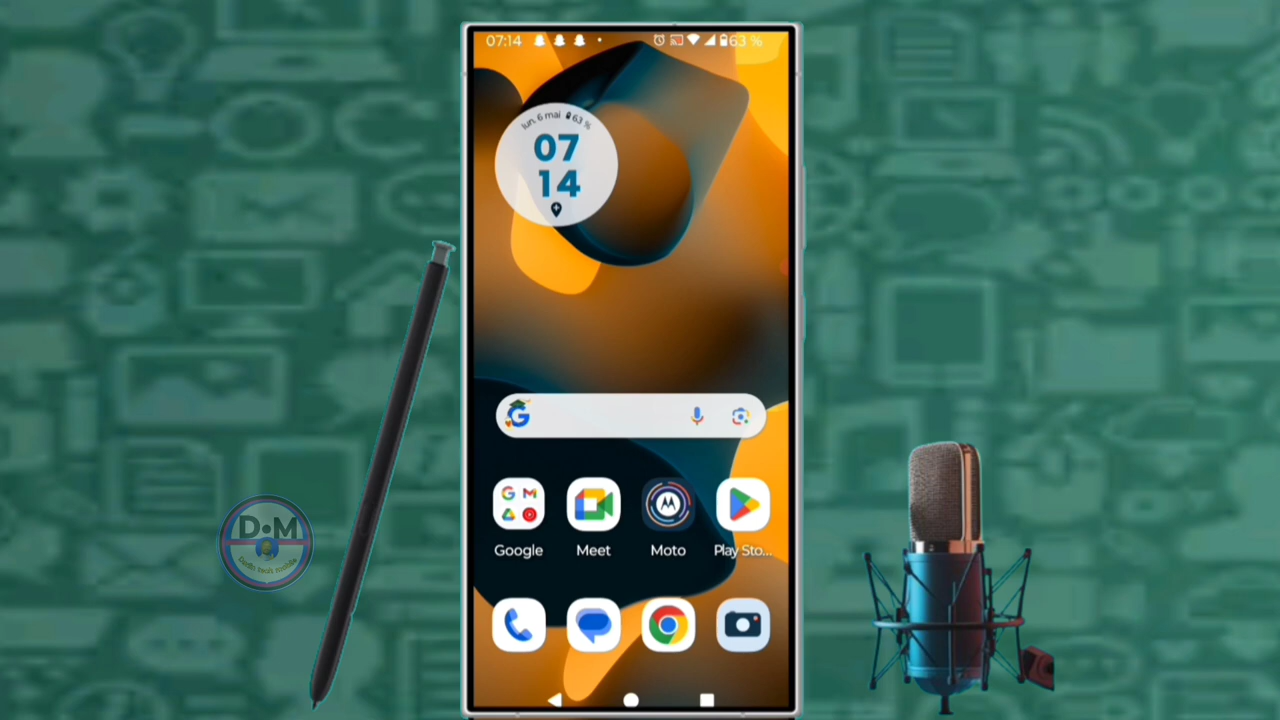 07:14
63 %
lun. 6 mai 63 %
07
14
Google
Meet
Moto
Play Sto...
D•M